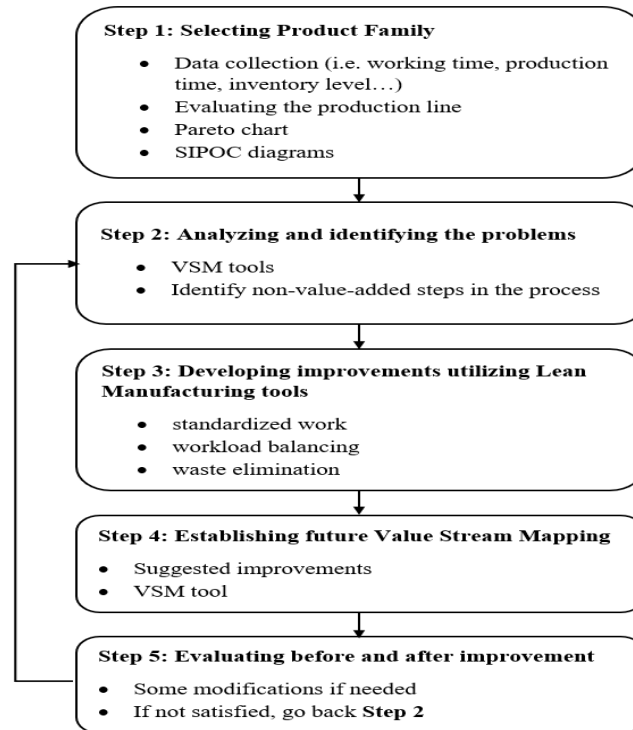 Step 1: Selecting Product Family
• Data collection (i.e. working time, production
time, inventory level…)
• Evaluating the production line
• Pareto chart
• SIPOC diagrams
Step 2: Analyzing and identifying the problems
• VSM tools
• Identify non-value-added steps in the process
Step 3: Developing improvements utilizing Lean
Manufacturing tools
• standardized work
• workload balancing
• waste elimination
Step 4: Establishing future Value Stream Mapping
• Suggested improvements
• VSM tool
Step 5: Evaluating before and after improvement
• Some modifications if needed
• If not satisfied, go back Step 2